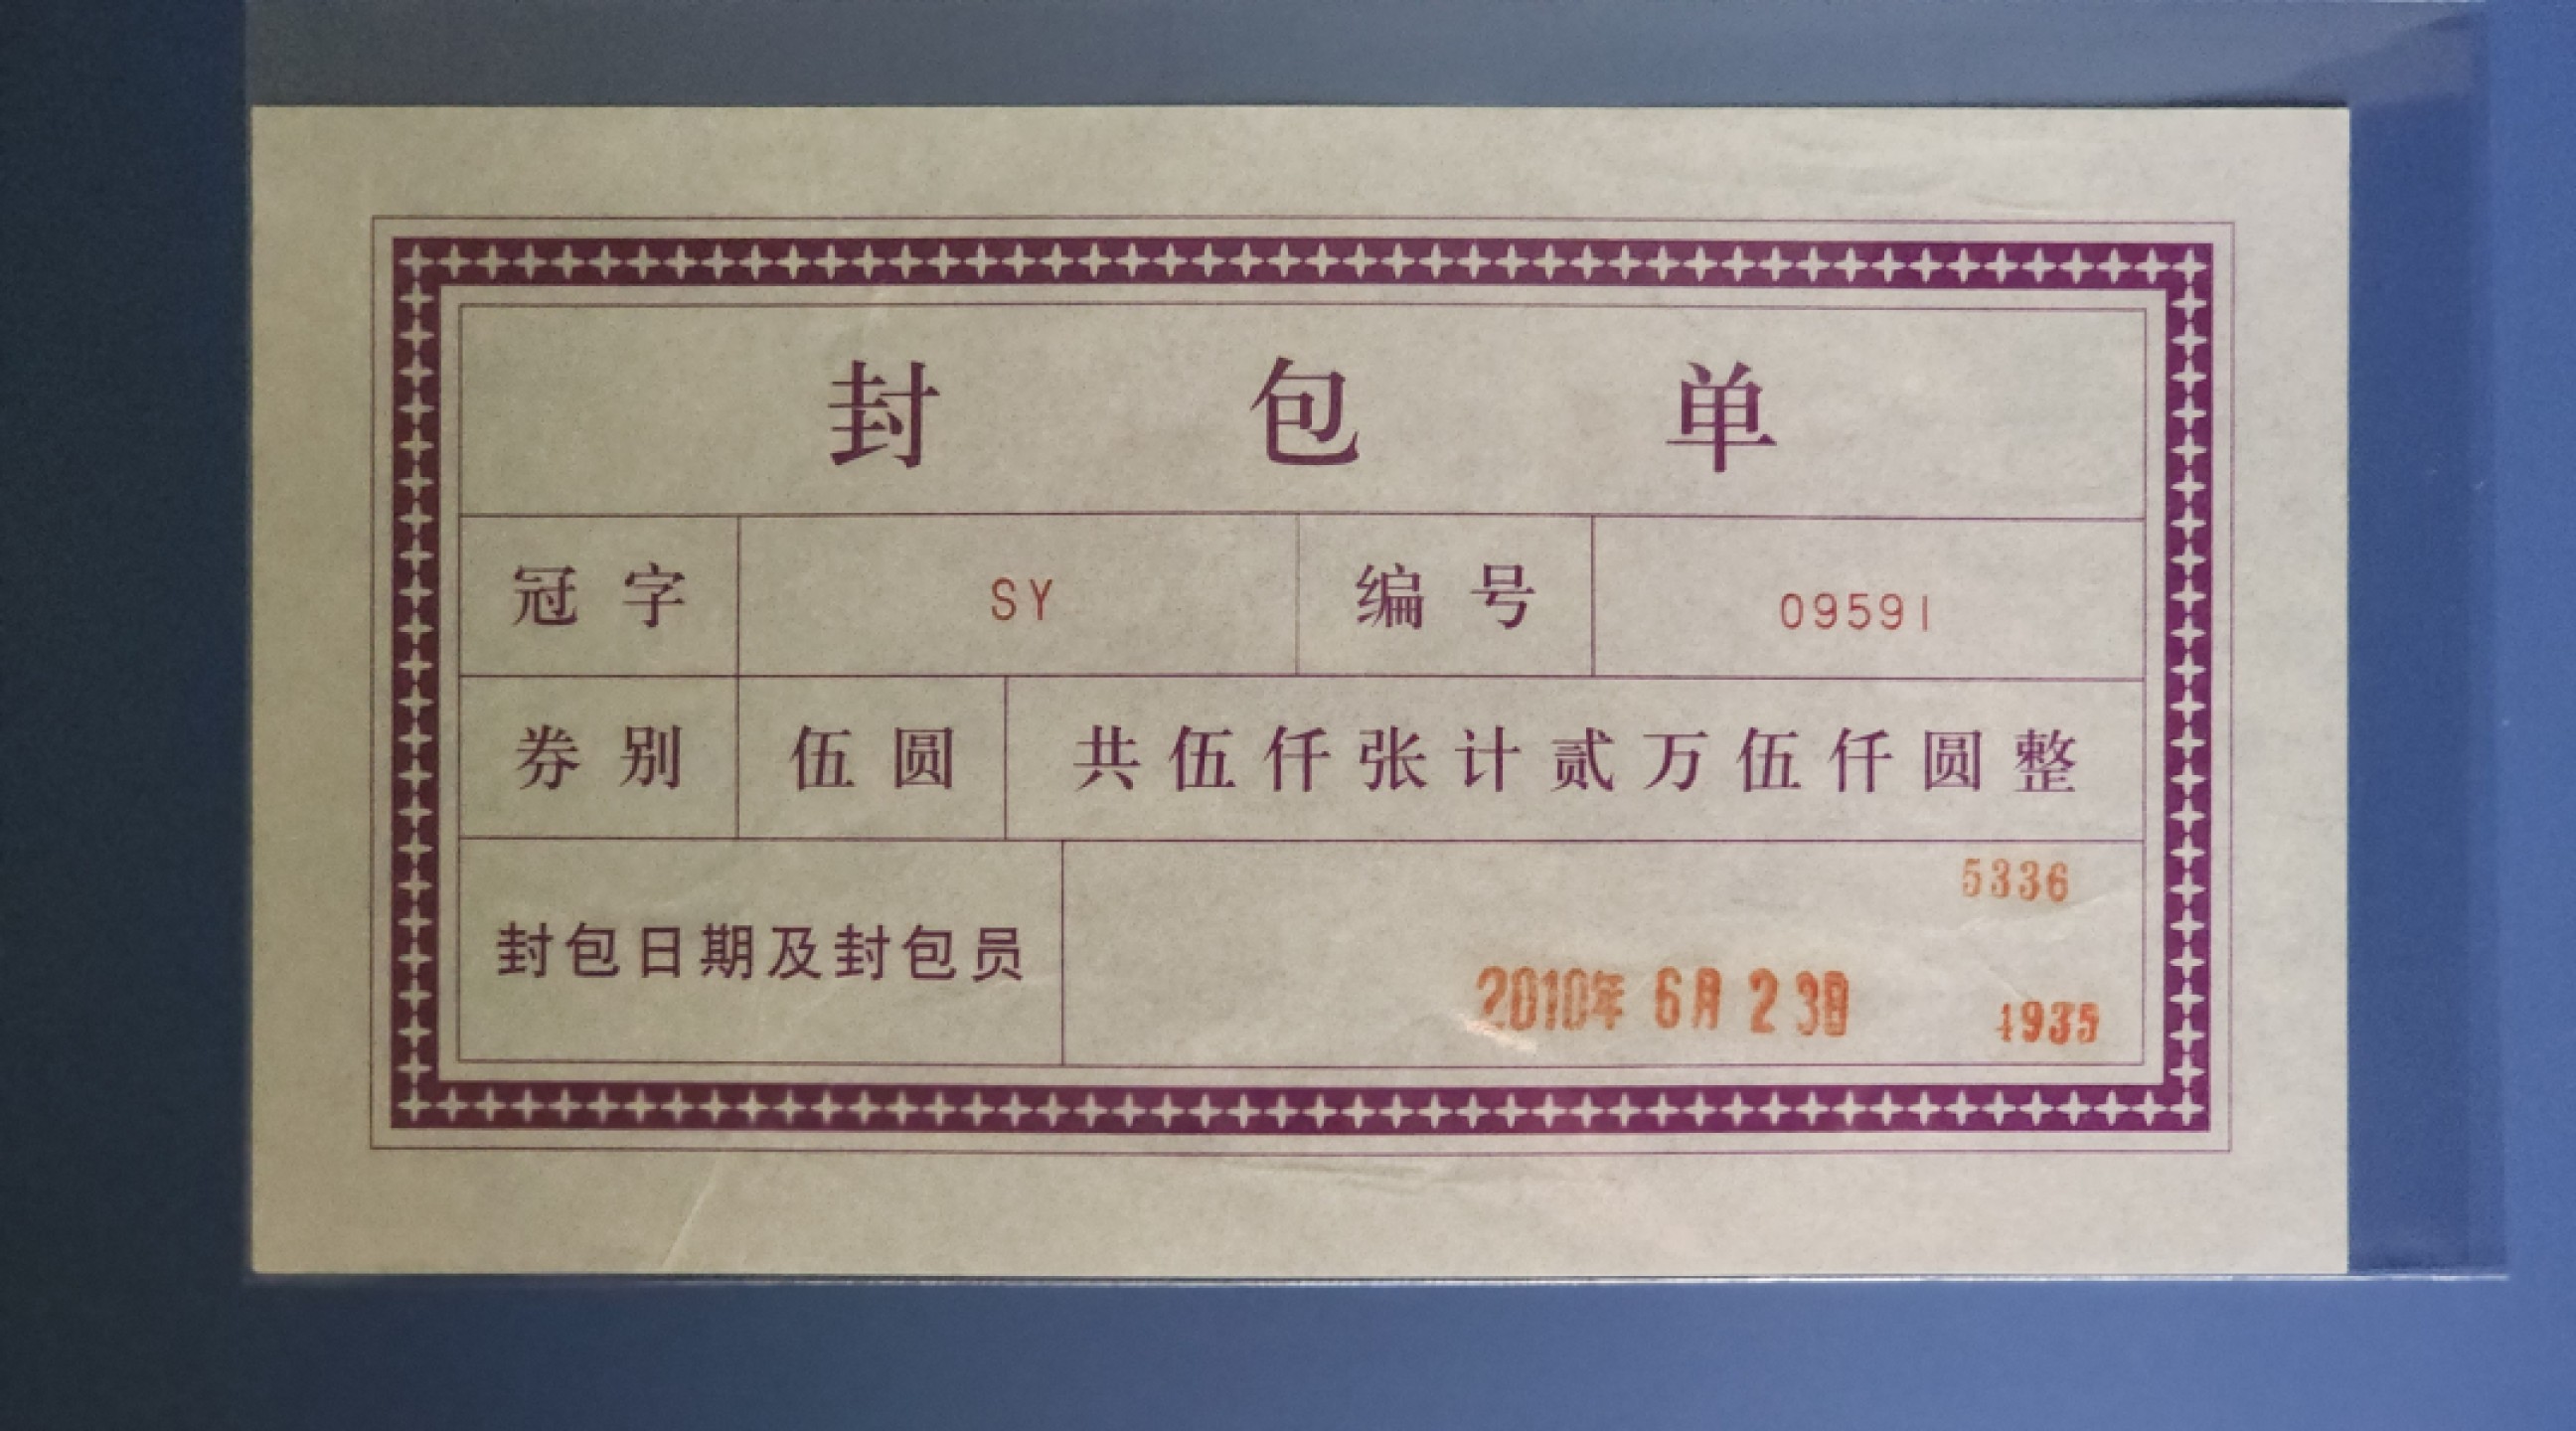 封包单
冠字 SY 编号 09591
券别 伍圆 共伍仟张计贰万伍仟圆整
5336
封包日期及封包员
2010年 6月 23日 4935